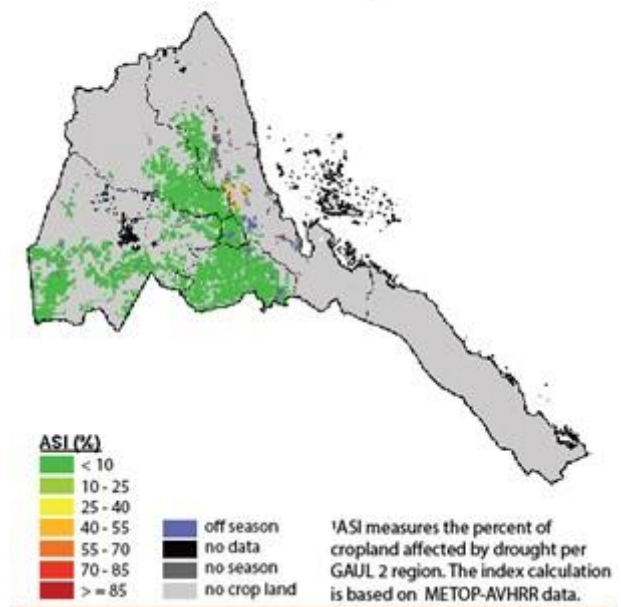 ASI (%)
< 10
10 - 25
25 - 40
40 - 55
55 - 70
70 - 85
> = 85
off season
no data
no season
no crop land
¹ASI measures the percent of
cropland affected by drought per
GAUL 2 region. The index calculation
is based on METOP-AVHRR data.